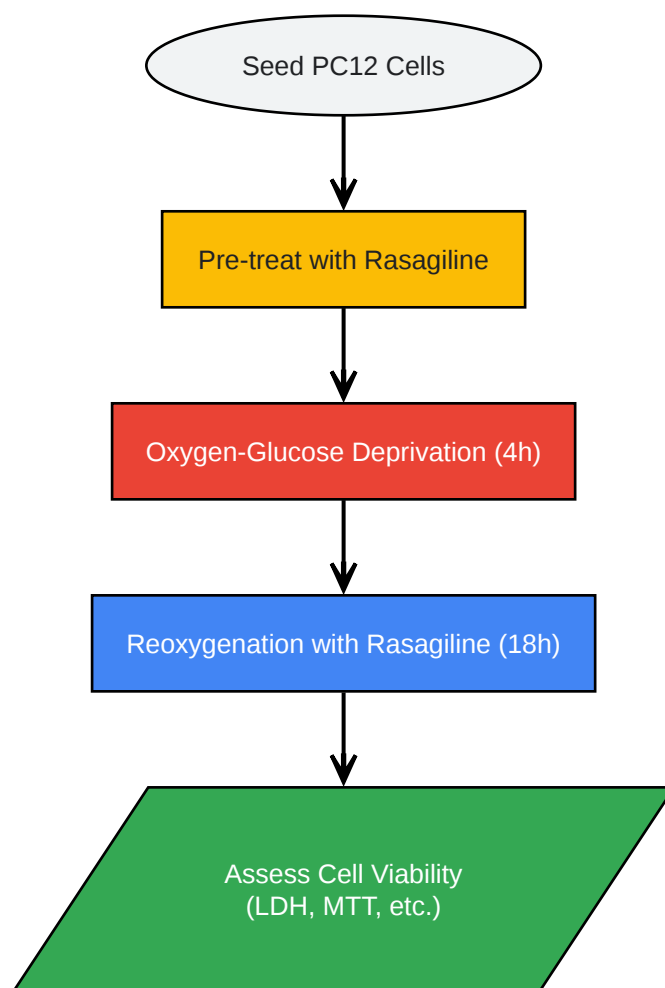 Seed PC12 Cells
Pre-treat with Rasagiline
Oxygen-Glucose Deprivation (4h)
Reoxygenation with Rasagiline (18h)
Assess Cell Viability
(LDH, MTT, etc.)